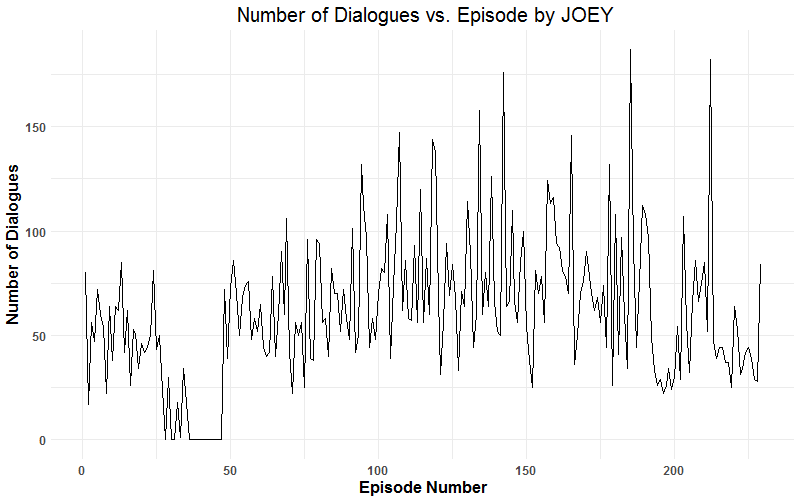 Number of Dialogues vs. Episode by JOEY
Number of Dialogues
150
100
50
0
0 50 100 150 200
Episode Number